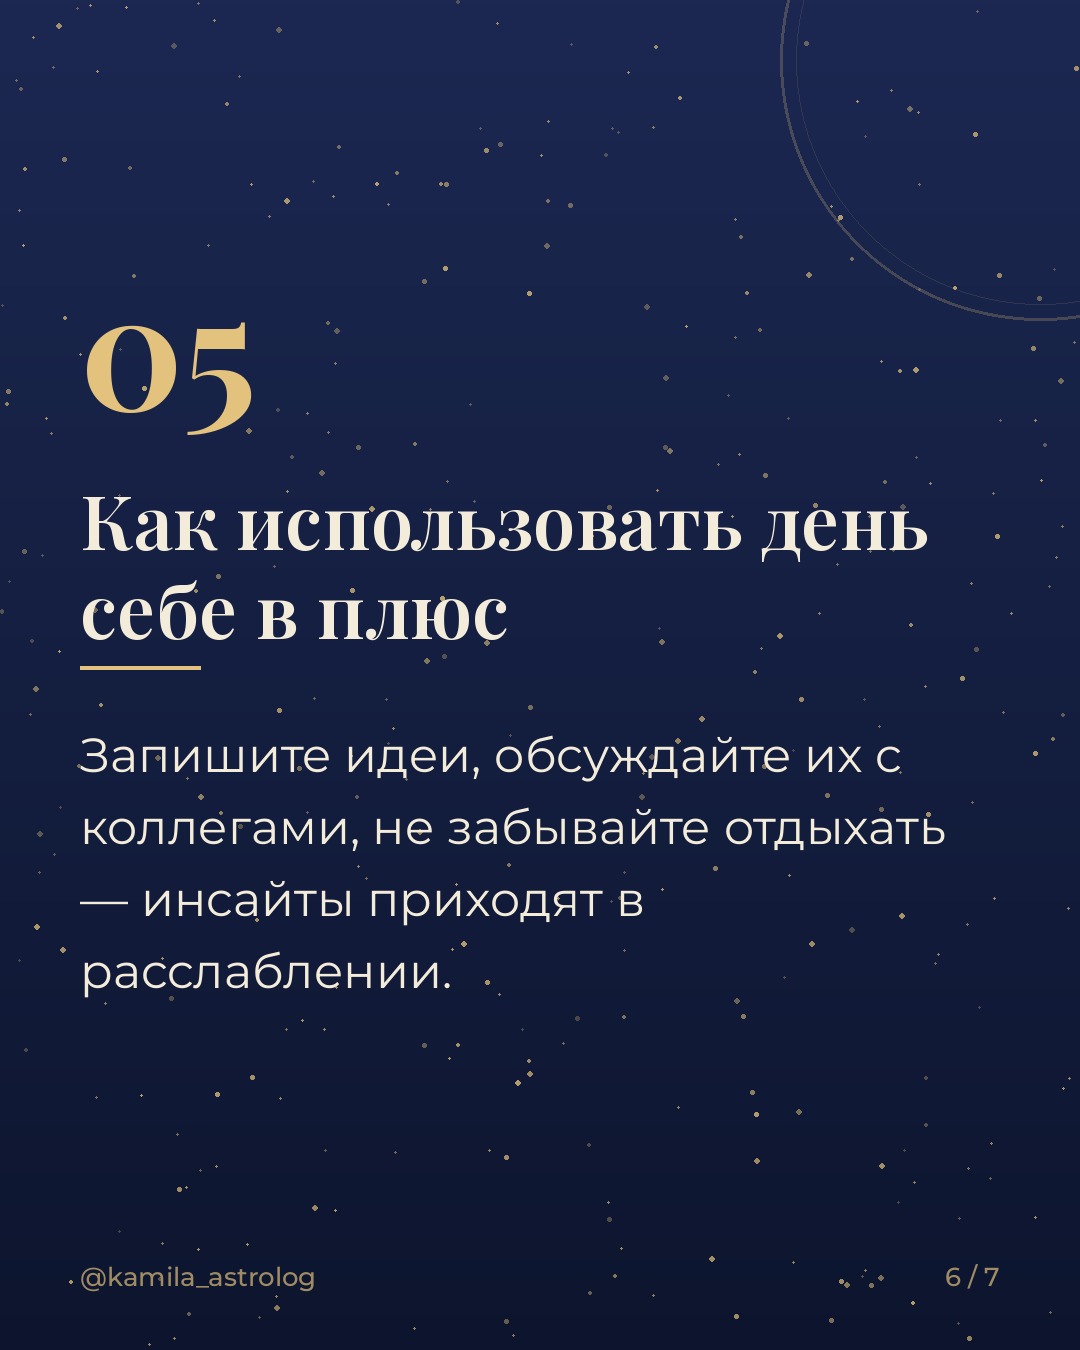 05
Как использовать день
себе в плюс
Запишите идеи, обсуждайте их с
коллегами, не забывайте отдыхать
— инсайты приходят в
расслаблении.
@kamila_astrolog
6 / 7